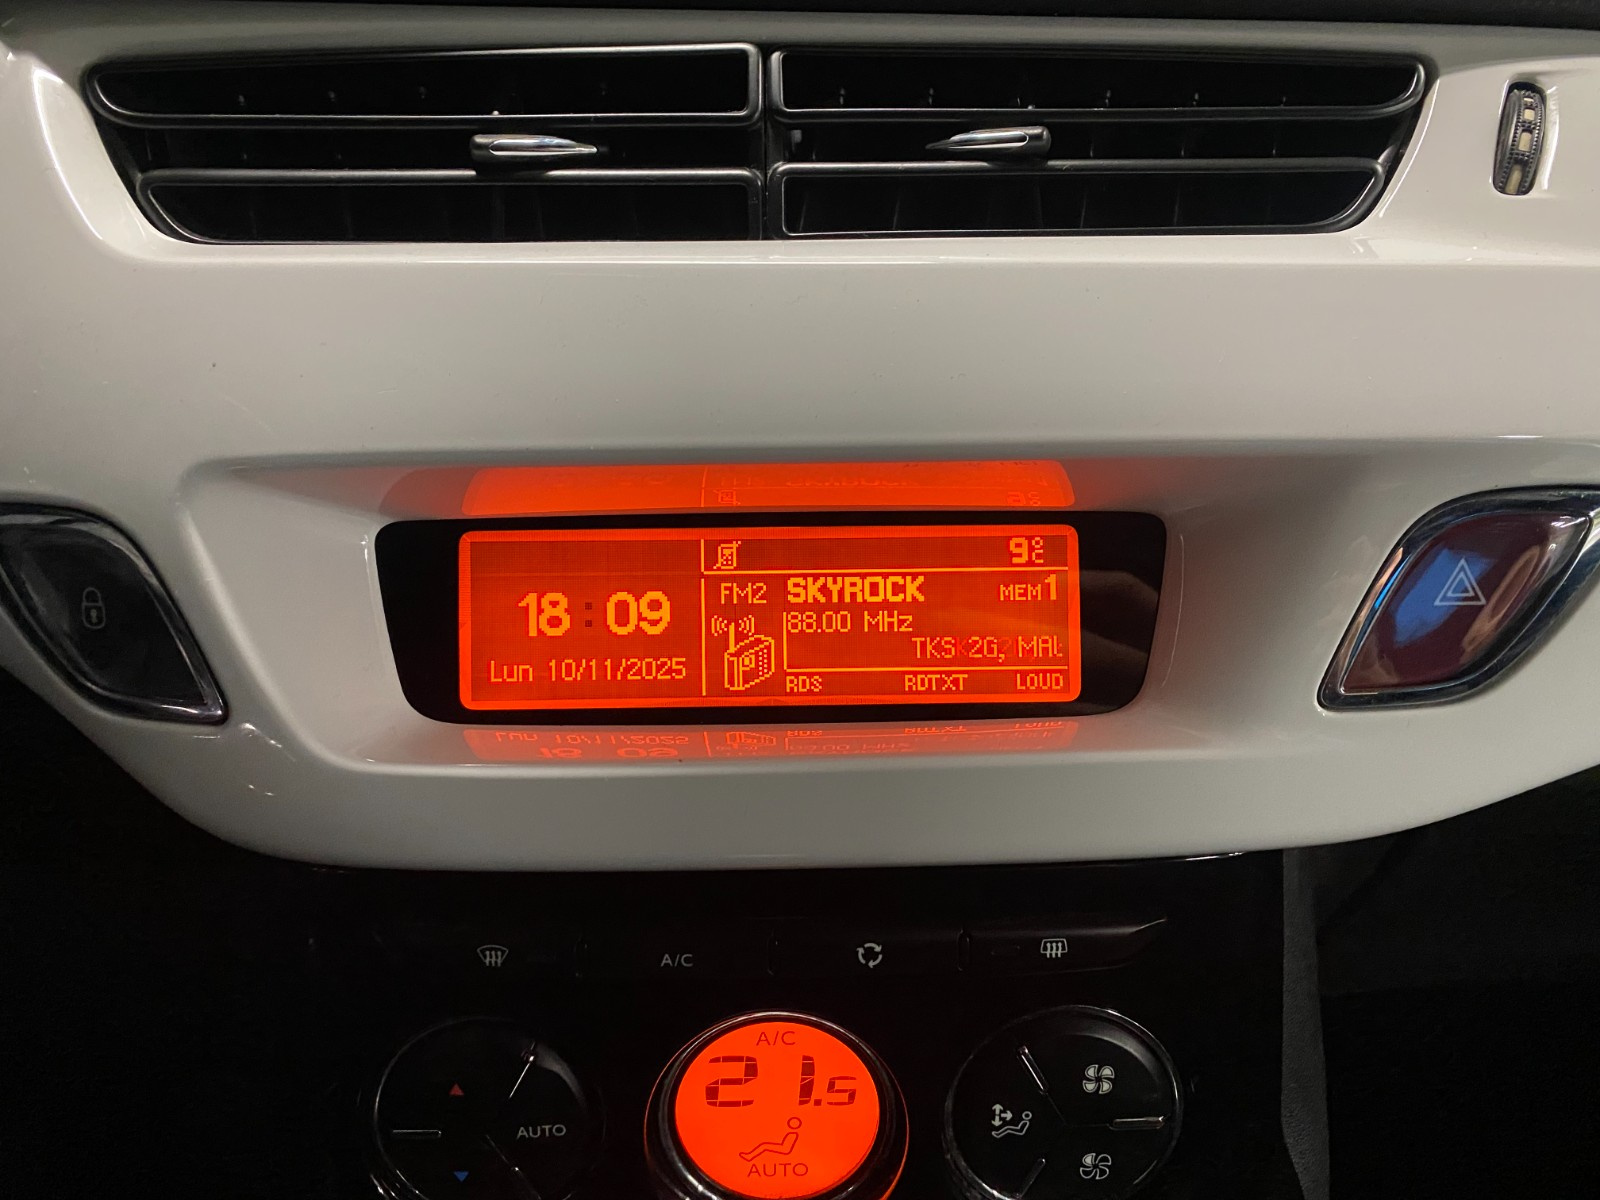 9°C
18:09
Lun 10/11/2025
FM2 SKYROCK MEM1
88.00 MHz
RDS RDTXT LOUD
A/C
A/C
21.5
AUTO
AUTO